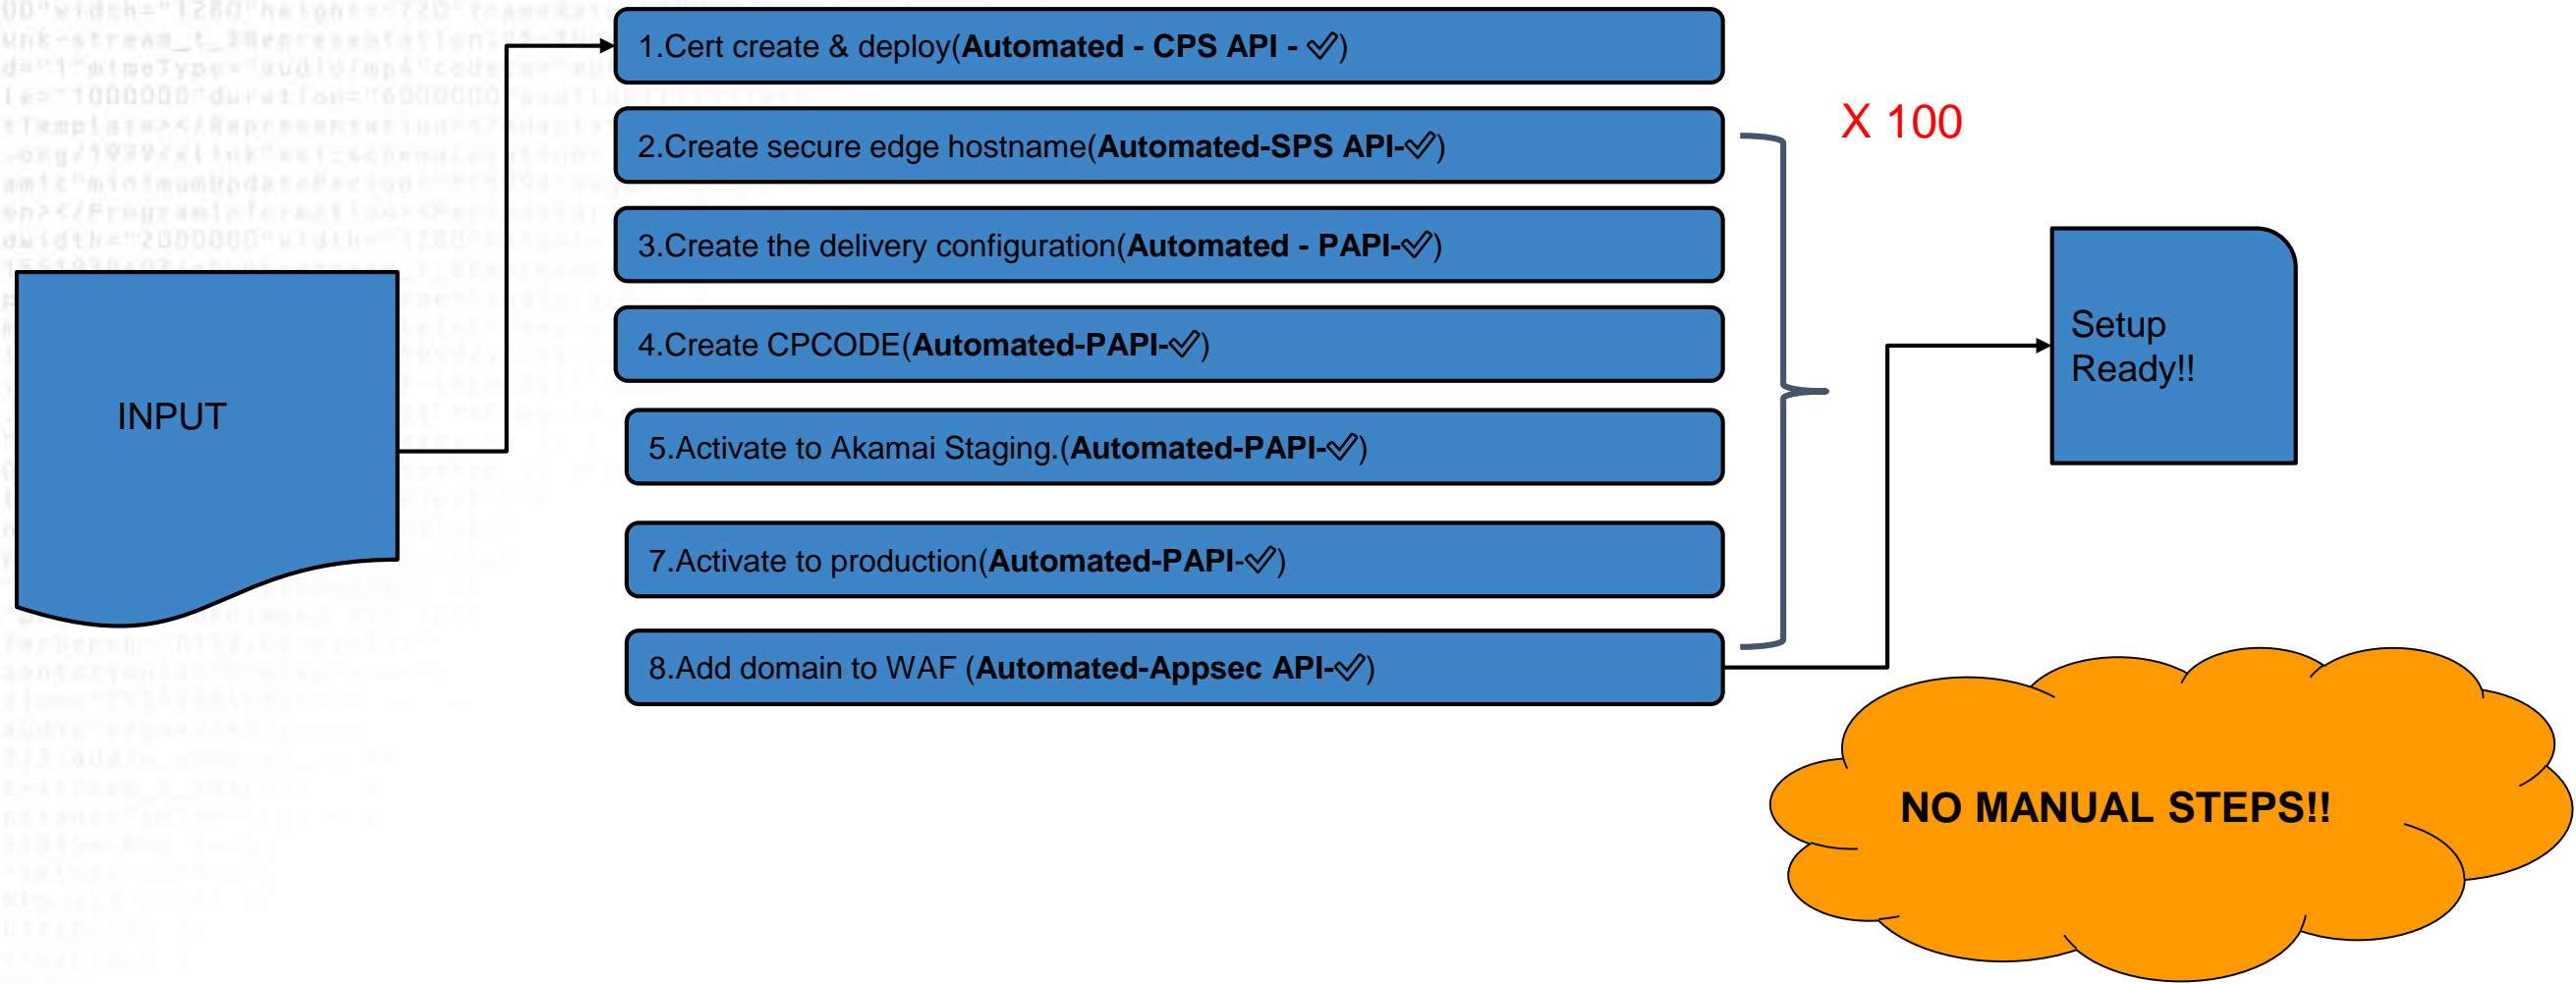 1.Cert create & deploy(Automated - CPS API - ✅)
X 100
2.Create secure edge hostname(Automated-SPS API-✅)
3.Create the delivery configuration(Automated - PAPI-✅)
4.Create CPCODE(Automated-PAPI-✅)
INPUT
5.Activate to Akamai Staging.(Automated-PAPI-✅)
7.Activate to production(Automated-PAPI-✅)
8.Add domain to WAF (Automated-Appsec API-✅)
Setup
Ready!!
NO MANUAL STEPS!!